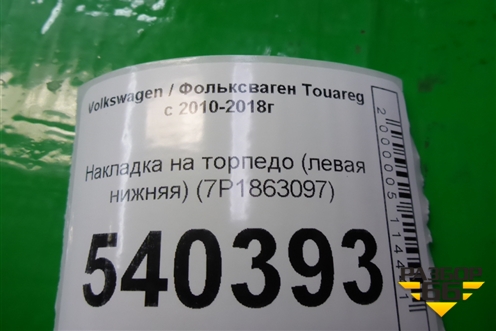 Volkswagen / Фольксваген Touareg
с 2010-2018г
Накладка на торпедо (левая
нижняя) (7P1863097)
540393